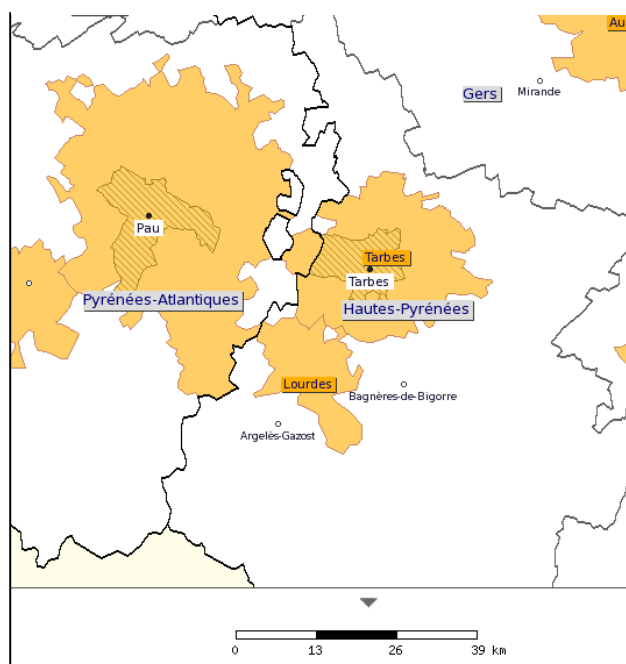 Au
Gers
Mirande
Pau
Tarbes
Tarbes
Pyrénées-Atlantiques
Hautes-Pyrénées
Lourdes
Bagnères-de-Bigorre
Argelès-Gazost
0 13 26 39 km